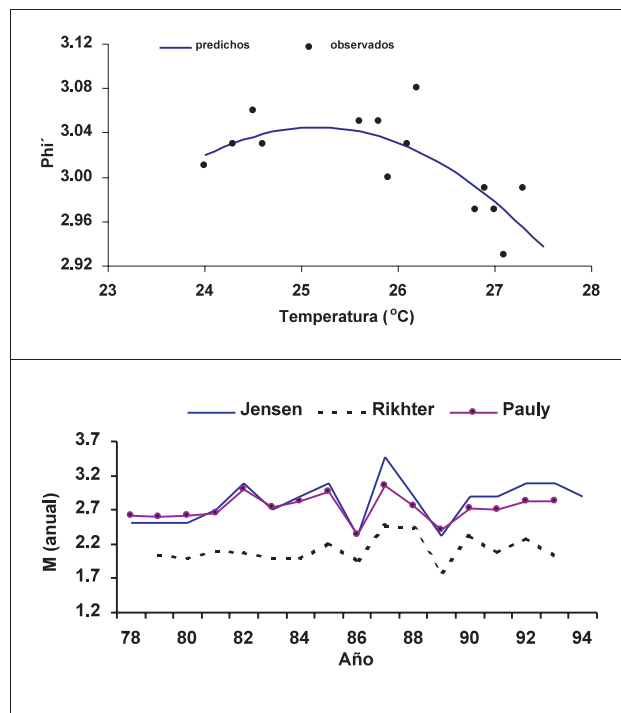 predichos observados
3.12
3.08
3.04
3.00
2.96
2.92
Phi´
23 24 25 26 27 28
Temperatura (°C)
Jensen Rikhter Pauly
3.7
3.2
2.7
2.2
1.7
1.2
M (anual)
78 80 82 84 86 88 90 92 94
Año